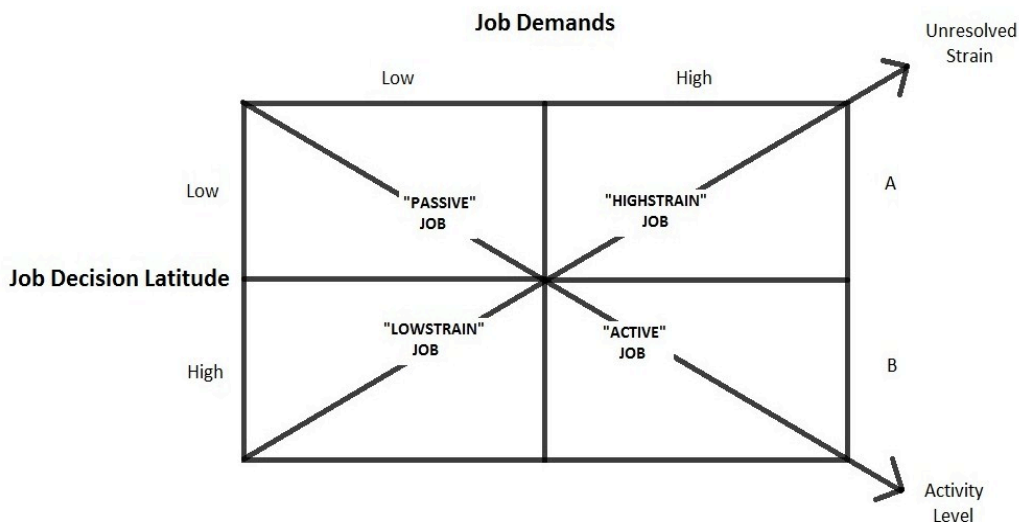 Job Demands
Unresolved
Strain
Low
High
Low
A
"PASSIVE"
JOB
"HIGHSTRAIN"
JOB
Job Decision Latitude
"LOWSTRAIN"
JOB
"ACTIVE"
JOB
High
B
Activity
Level